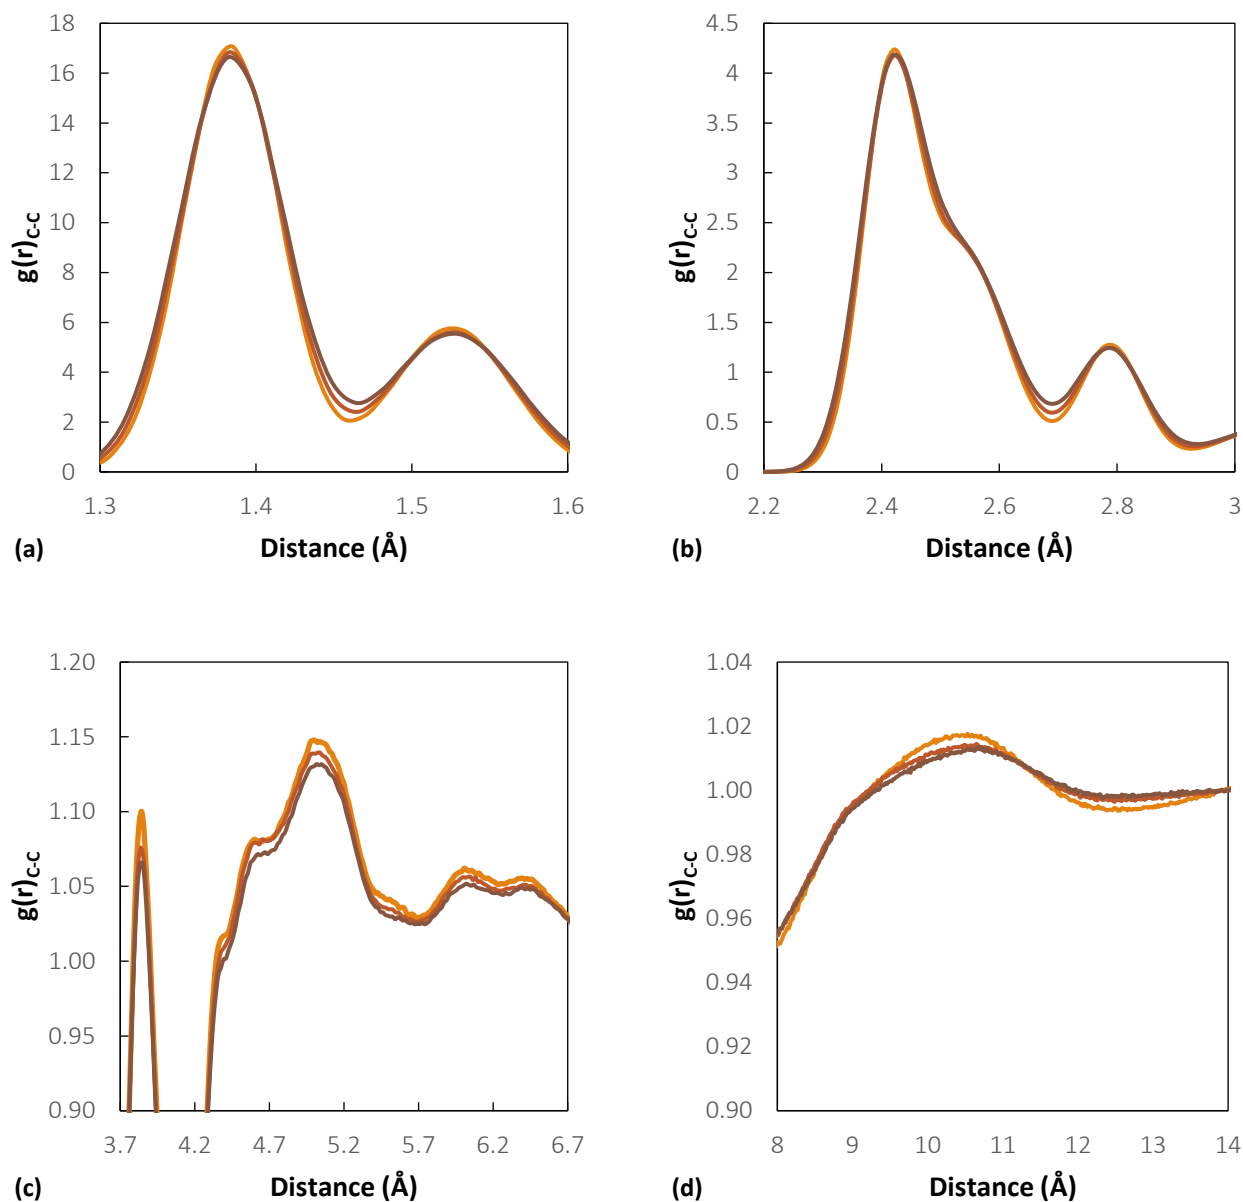 18
16
14
12
10
8
6
4
2
0
g(r)C-C
1.3 1.4 1.5 1.6
(a) Distance (Å)
4.5
4
3.5
3
2.5
2
1.5
1
0.5
0
g(r)C-C
2.2 2.4 2.6 2.8 3
(b) Distance (Å)
1.20
1.15
1.10
1.05
1.00
0.95
0.90
g(r)C-C
3.7 4.2 4.7 5.2 5.7 6.2 6.7
(c) Distance (Å)
1.04
1.02
1.00
0.98
0.96
0.94
0.92
0.90
g(r)C-C
8 9 10 11 12 13 14
(d) Distance (Å)